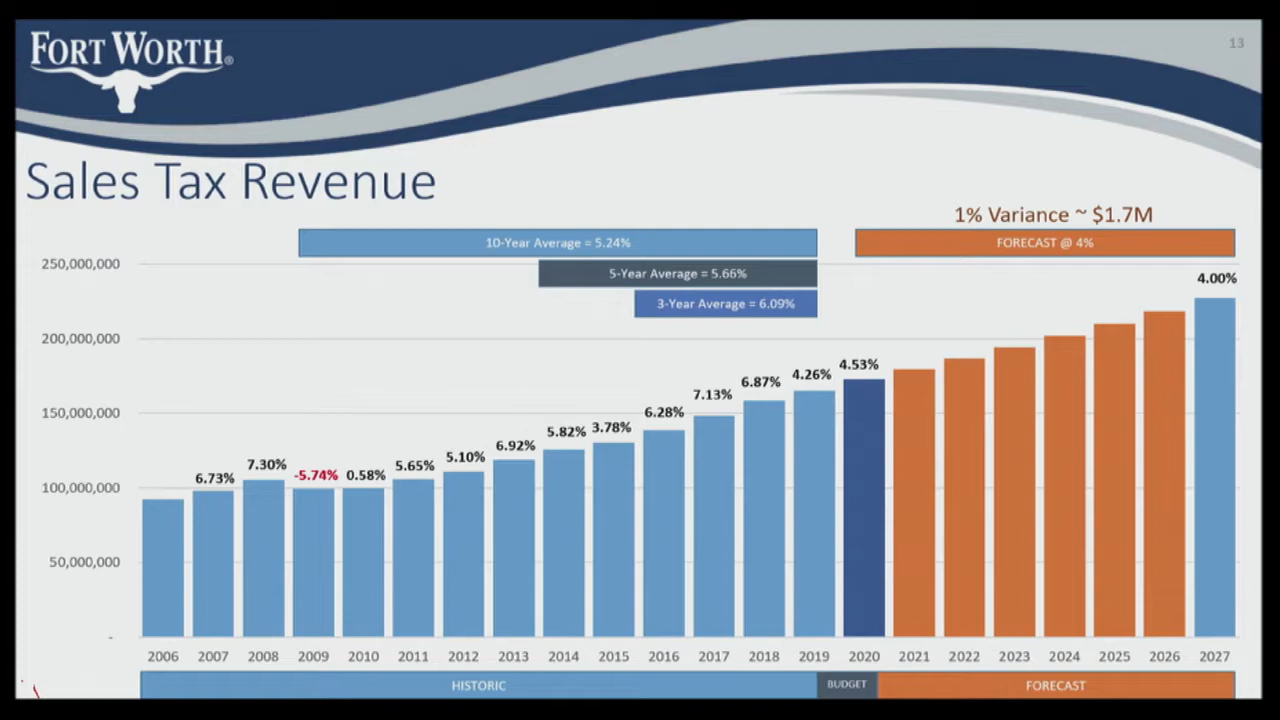 FORT WORTH®
13
Sales Tax Revenue
1% Variance ~ $1.7M
10-Year Average = 5.24%
FORECAST @ 4%
5-Year Average = 5.66%
3-Year Average = 6.09%
250,000,000
200,000,000
150,000,000
100,000,000
50,000,000
-
6.73%
7.30%
-5.74%
0.58%
5.65%
5.10%
6.92%
5.82%
3.78%
6.28%
7.13%
6.87%
4.26%
4.53%
4.00%
2006 2007 2008 2009 2010 2011 2012 2013 2014 2015 2016 2017 2018 2019 2020 2021 2022 2023 2024 2025 2026 2027
HISTORIC BUDGET FORECAST